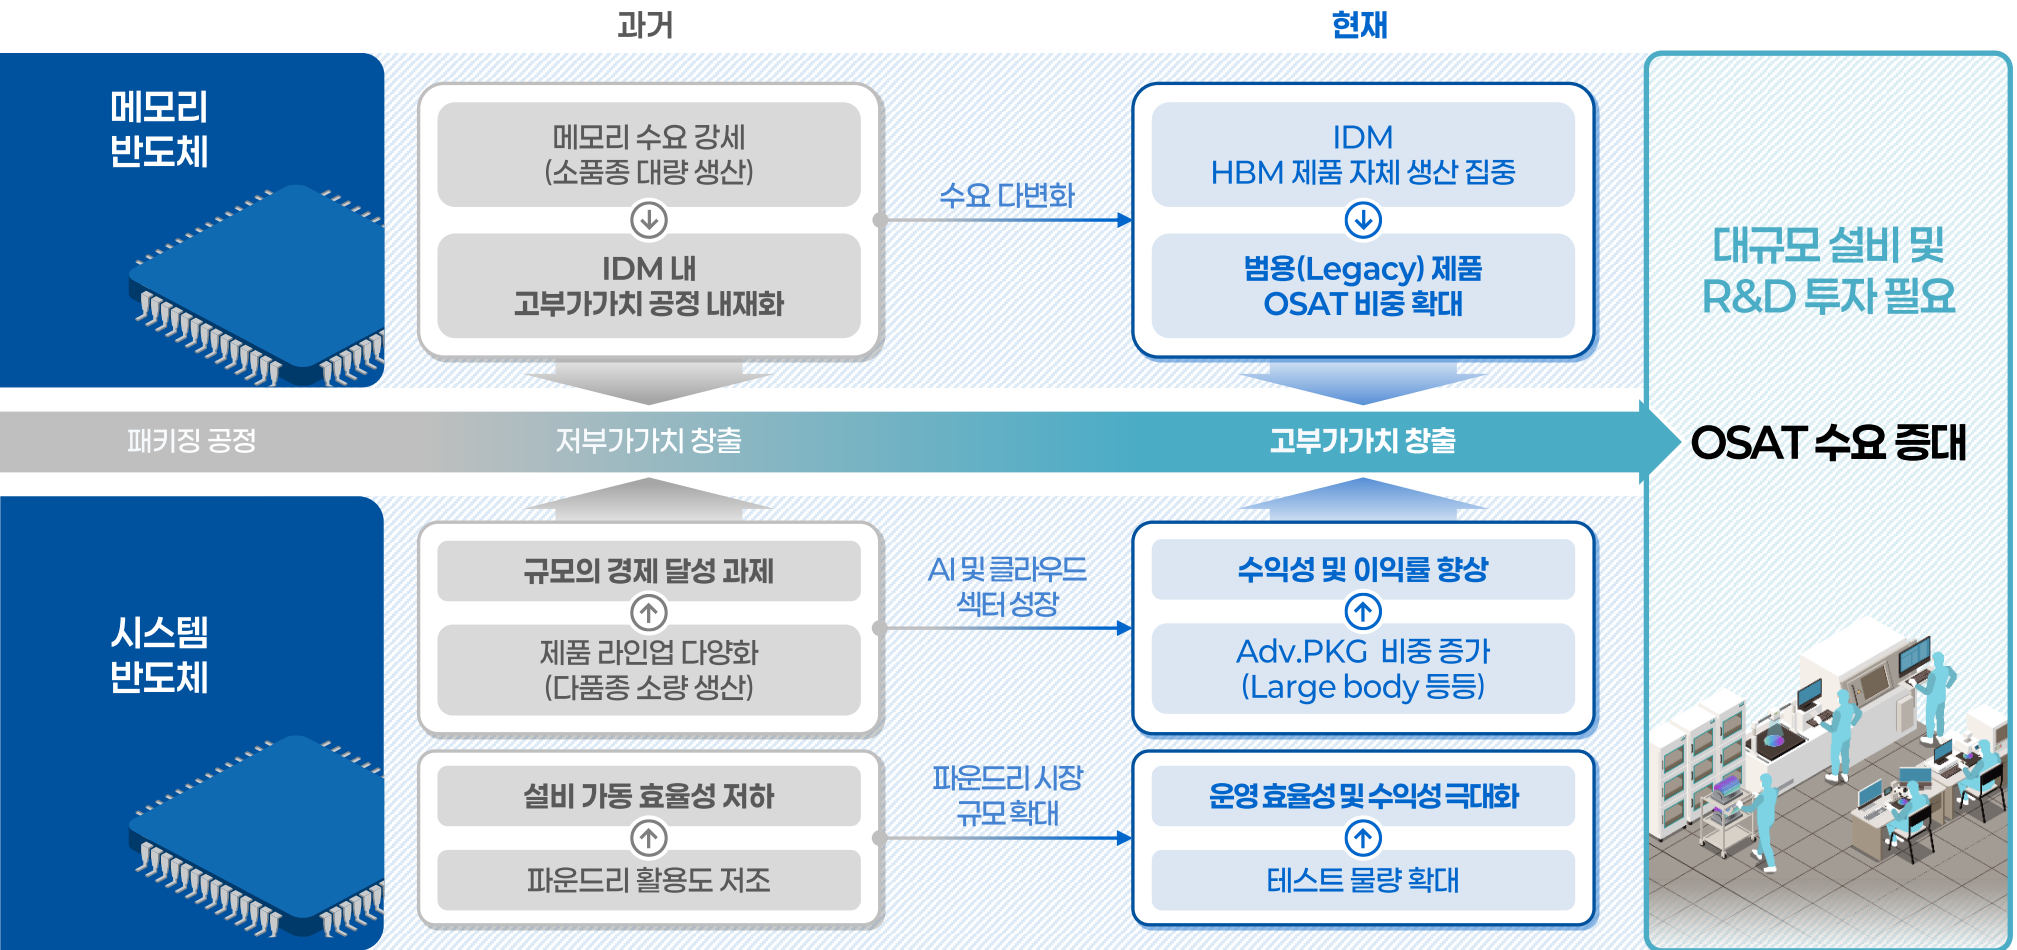 과거
현재
메모리
반도체
메모리 수요 강세
(소품종 대량 생산)
IDM 내
고부가가치 공정 내재화
수요 다변화
IDM
HBM 제품 자체 생산 집중
범용(Legacy) 제품
OSAT 비중 확대
대규모 설비 및
R&D 투자 필요
패키징 공정
저부가가치 창출
고부가가치 창출
OSAT 수요 증대
시스템
반도체
규모의 경제 달성 과제
제품 라인업 다양화
(다품종 소량 생산)
AI 및 클라우드
섹터 성장
수익성 및 이익률 향상
Adv.PKG 비중 증가
(Large body 등등)
설비 가동 효율성 저하
파운드리 활용도 저조
파운드리 시장
규모 확대
운영 효율성 및 수익성 극대화
테스트 물량 확대